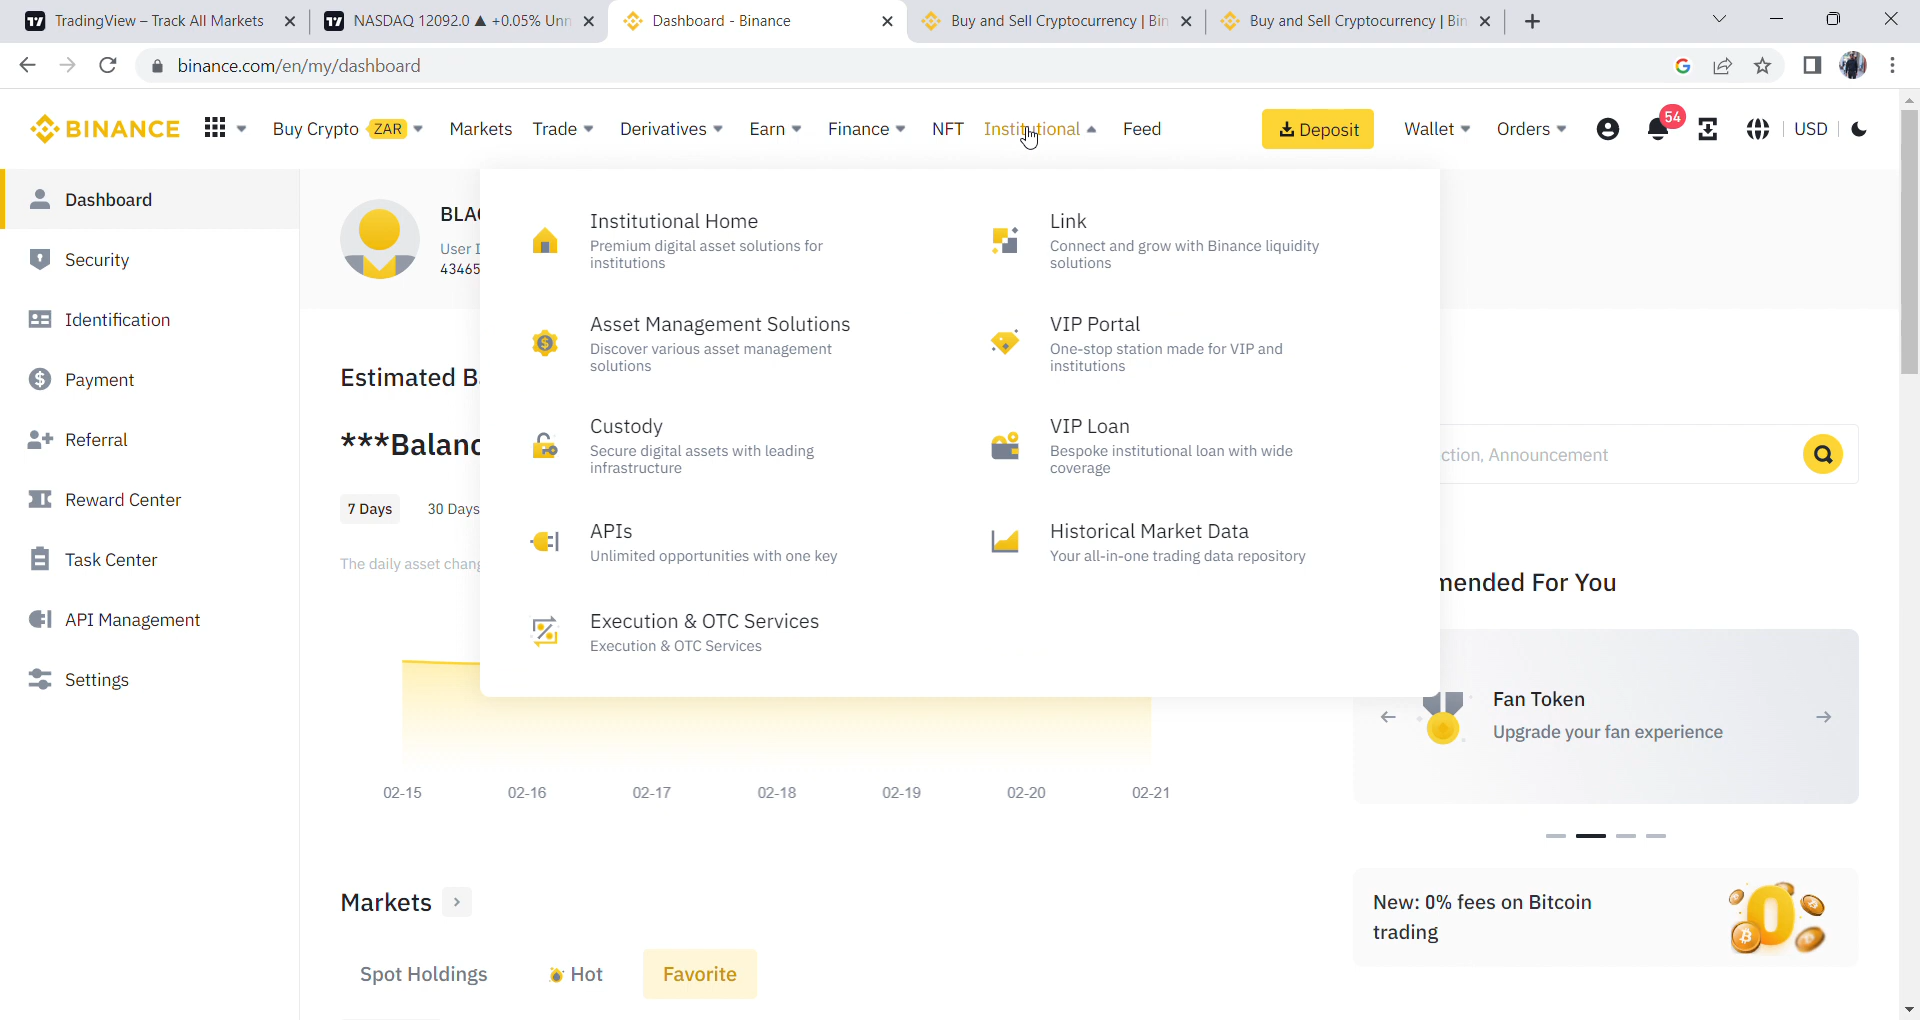 TradingView – Track All Markets
NASDAQ 12092.0 ▲ +0.05% Unn
Dashboard - Binance
Buy and Sell Cryptocurrency | Bin
Buy and Sell Cryptocurrency | Bin
binance.com/en/my/dashboard
BINANCE
Buy Crypto ZAR
Markets
Trade
Derivatives
Earn
Finance
NFT
Institutional
Feed
Deposit
Wallet
Orders
54
USD
Dashboard
Security
Identification
Payment
Referral
Reward Center
Task Center
API Management
Settings
BLA
User I
43465
Estimated B
***Balanc
7 Days
30 Days
The daily asset chang
Institutional Home
Premium digital asset solutions for
institutions
Link
Connect and grow with Binance liquidity
solutions
Asset Management Solutions
Discover various asset management
solutions
VIP Portal
One-stop station made for VIP and
institutions
Custody
Secure digital assets with leading
infrastructure
VIP Loan
Bespoke institutional loan with wide
coverage
APIs
Unlimited opportunities with one key
Historical Market Data
Your all-in-one trading data repository
Execution & OTC Services
Execution & OTC Services
ction, Announcement
mended For You
Fan Token
Upgrade your fan experience
02-15
02-16
02-17
02-18
02-19
02-20
02-21
New: 0% fees on Bitcoin
trading
Markets
Spot Holdings
Hot
Favorite